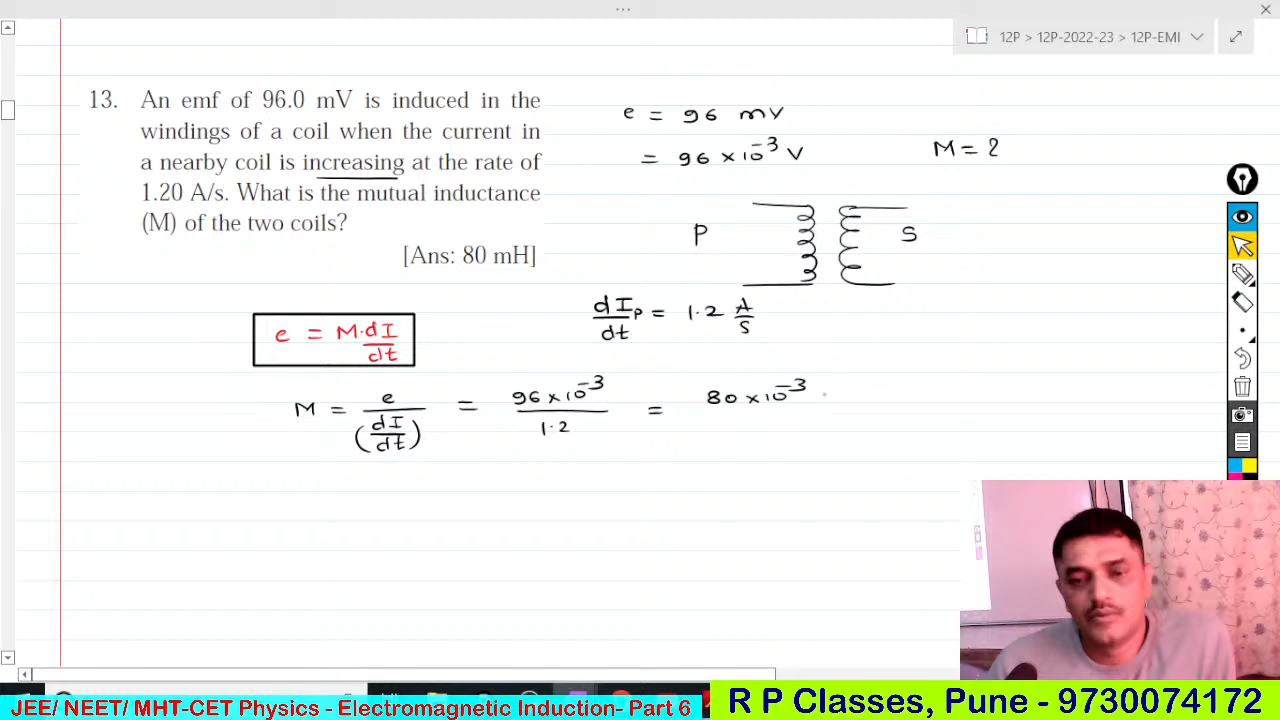 12P > 12P-2022-23 > 12P-EMI
13. An emf of 96.0 mV is induced in the
windings of a coil when the current in
a nearby coil is increasing at the rate of
1.20 A/s. What is the mutual inductance
(M) of the two coils?
[Ans: 80 mH]
e = 96 mV
= 96 × 10⁻³ V
M = ?
P
S
dI_P/dt = 1.2 A/S
e = M·dI/dt
M = e/(dI/dt) = 96 × 10⁻³/1.2 = 80 × 10⁻³
JEE/ NEET/ MHT-CET Physics - Electromagnetic Induction- Part 6
R P Classes, Pune - 9730074172